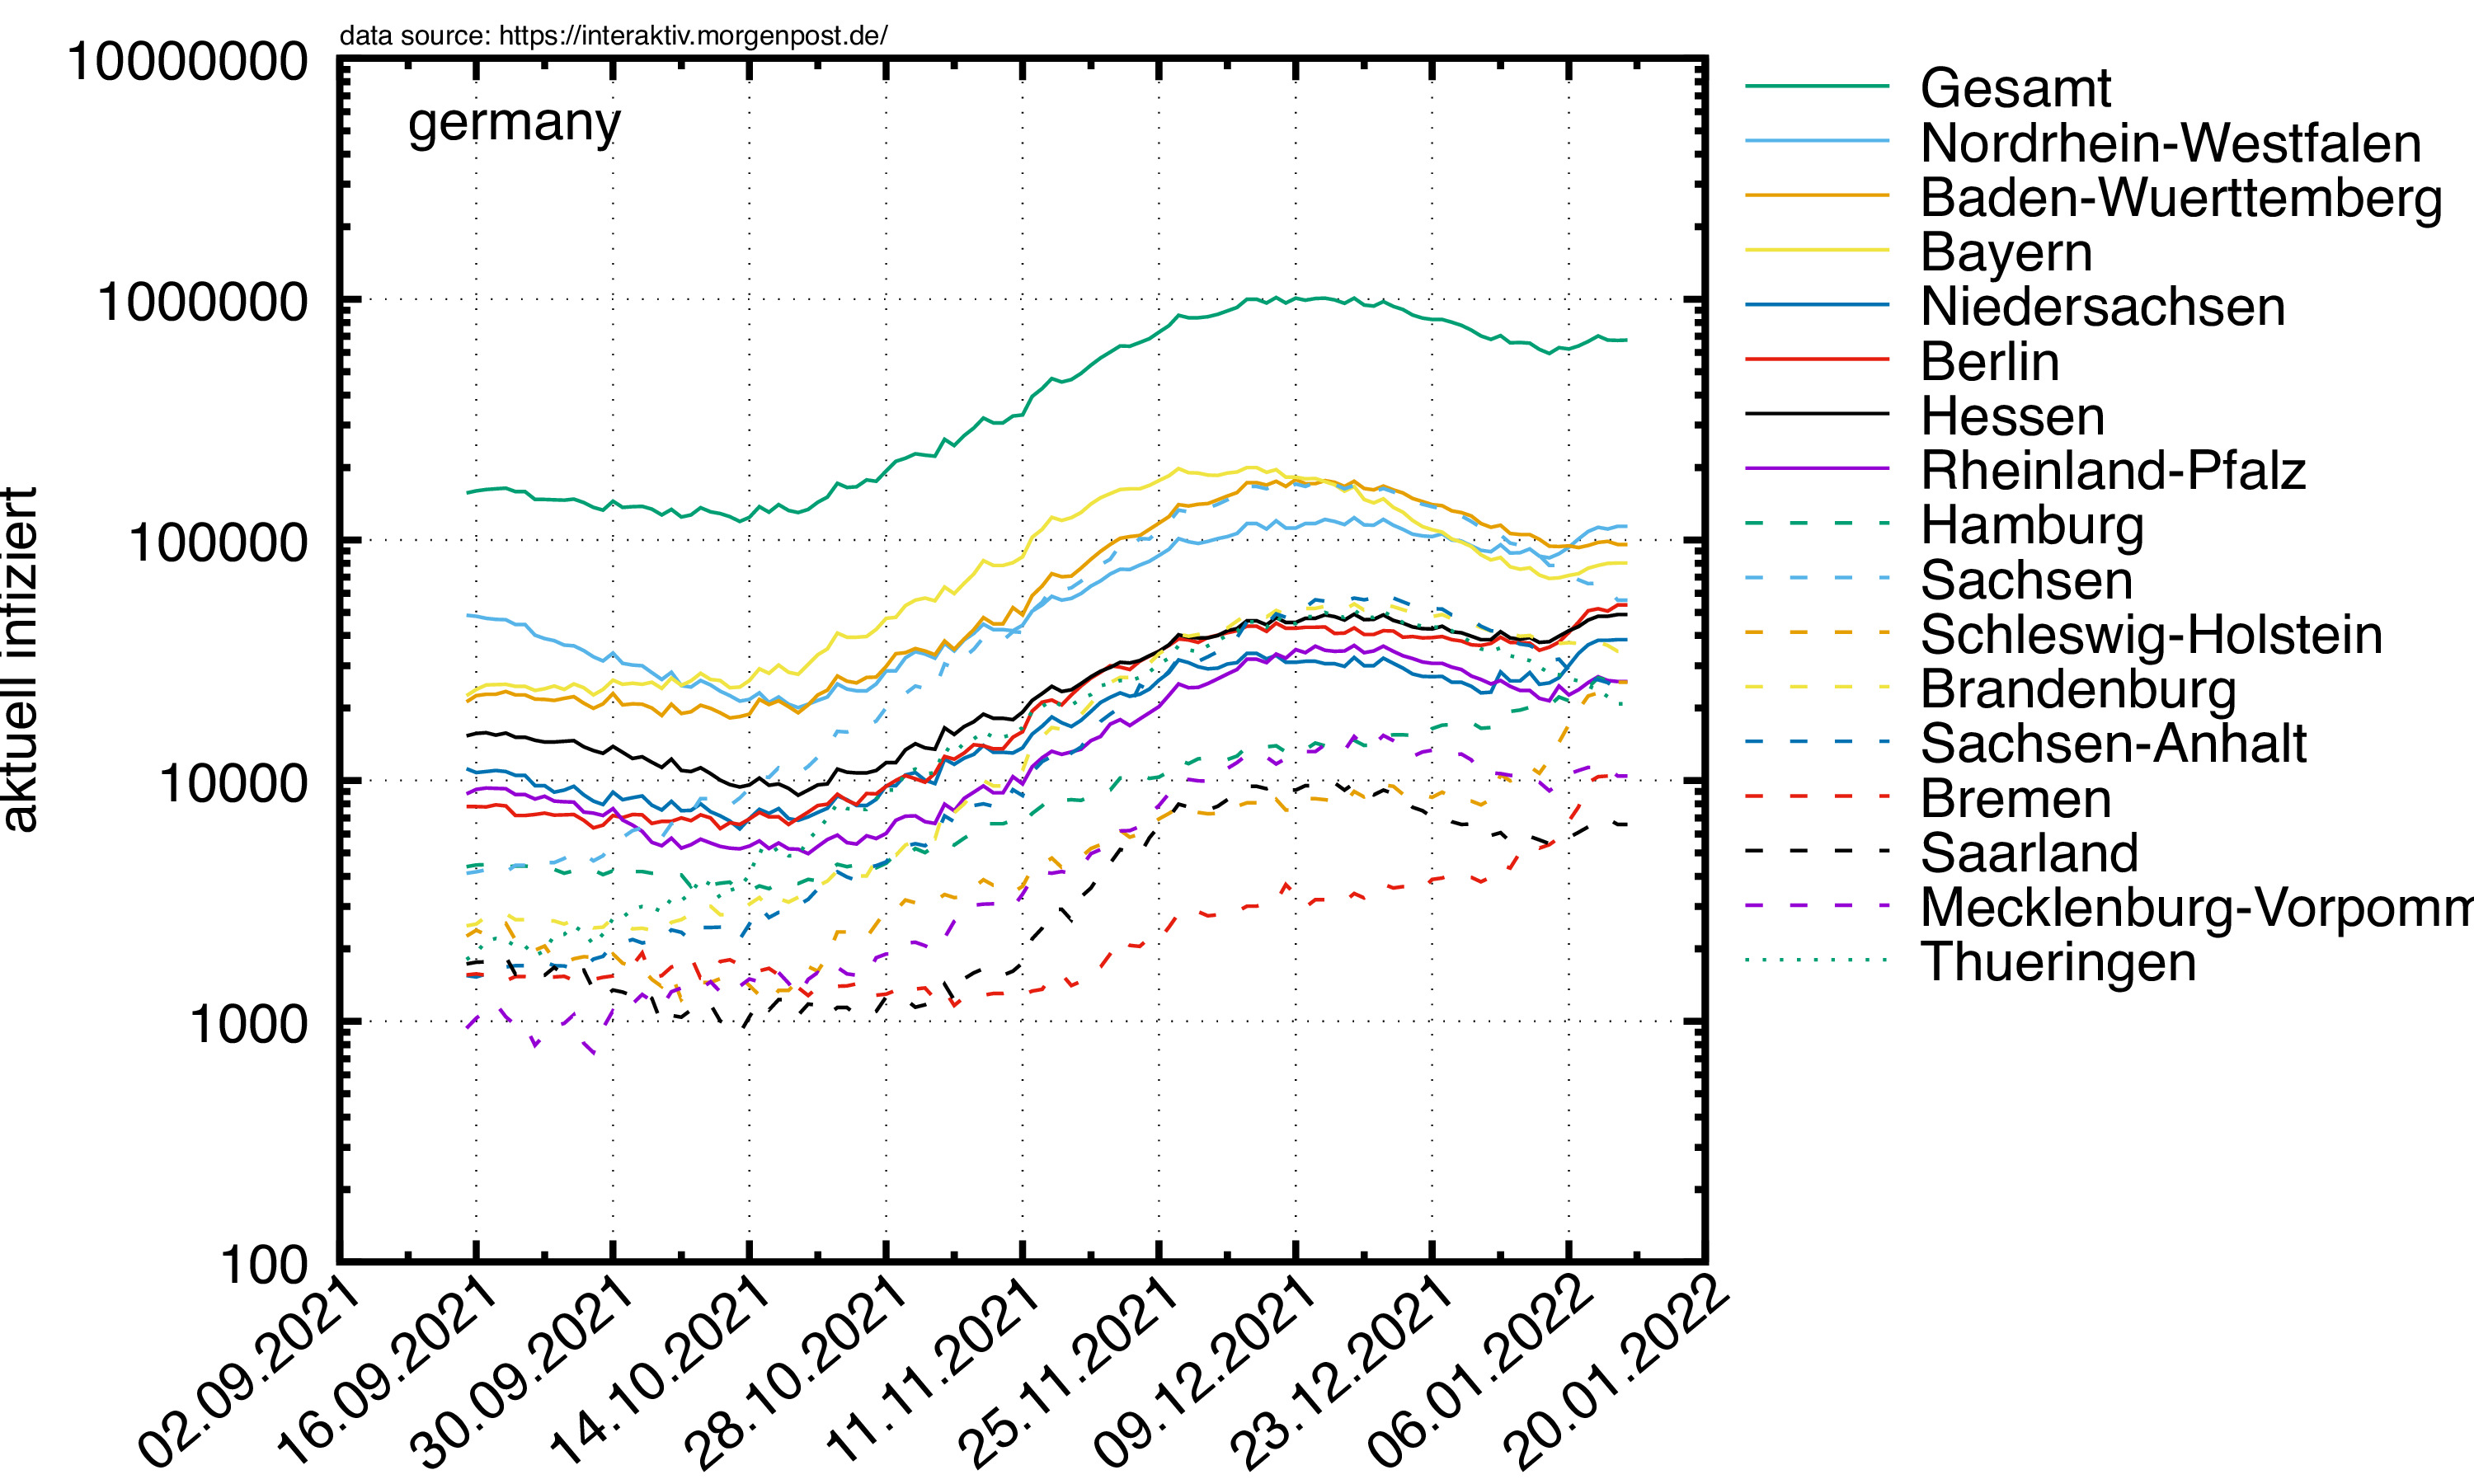 data source: https://interaktiv.morgenpost.de/
germany
aktuell infiziert
10000000
1000000
100000
10000
1000
100
02.09.2021
16.09.2021
30.09.2021
14.10.2021
28.10.2021
11.11.2021
25.11.2021
09.12.2021
23.12.2021
06.01.2022
20.01.2022
Gesamt
Nordrhein-Westfalen
Baden-Wuerttemberg
Bayern
Niedersachsen
Berlin
Hessen
Rheinland-Pfalz
Hamburg
Sachsen
Schleswig-Holstein
Brandenburg
Sachsen-Anhalt
Bremen
Saarland
Mecklenburg-Vorpomm
Thueringen